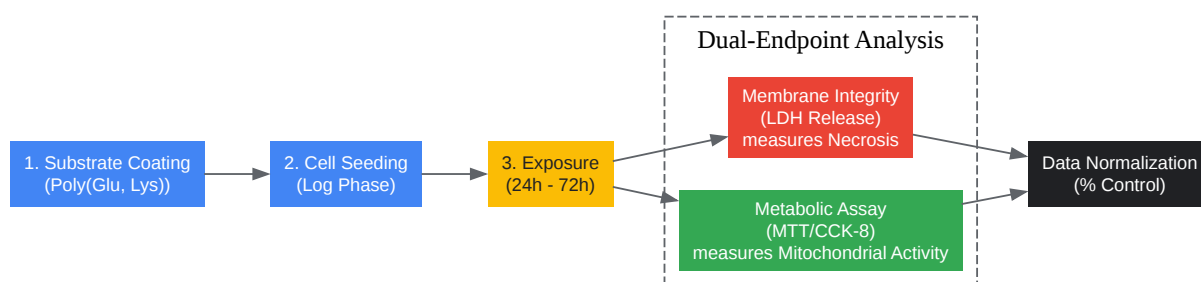 Dual-Endpoint Analysis
1. Substrate Coating
(Poly(Glu, Lys))
2. Cell Seeding
(Log Phase)
3. Exposure
(24h - 72h)
Membrane Integrity
(LDH Release)
measures Necrosis
Metabolic Assay
(MTT/CCK-8)
measures Mitochondrial Activity
Data Normalization
(% Control)